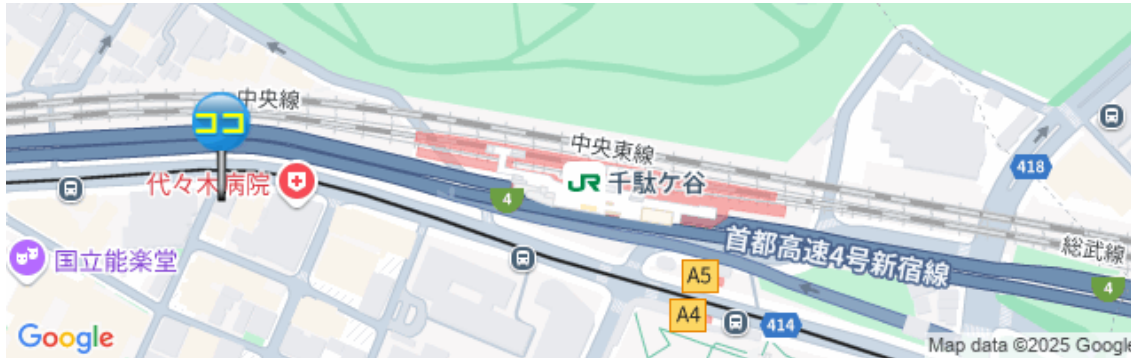 中央線
ココ
中央東線
418
代々木病院
JR 千駄ケ谷
4
首都高速4号新宿線
総武線
国立能楽堂
A5
4
A4
414
Google
Map data ©2025 Google